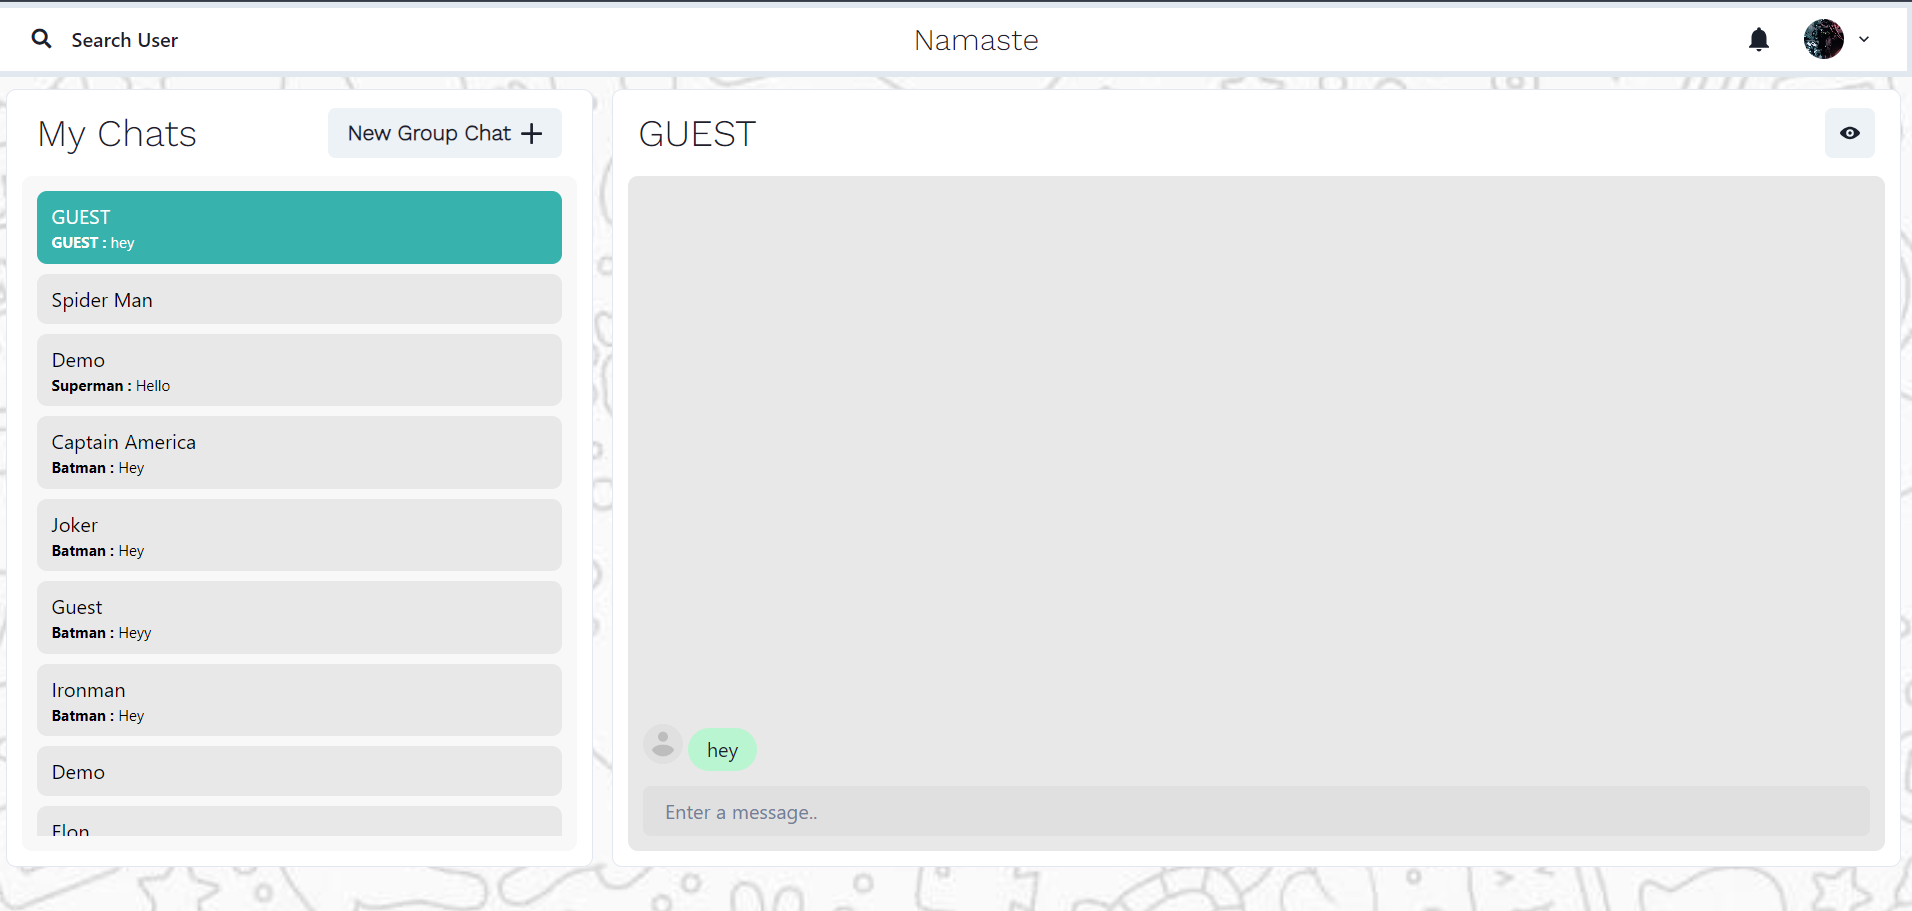 Search User
Namaste
My Chats
New Group Chat
GUEST
GUEST : hey
Spider Man
Demo
Superman : Hello
Captain America
Batman : Hey
Joker
Batman : Hey
Guest
Batman : Heyy
Ironman
Batman : Hey
Demo
Elon
GUEST
hey
Enter a message..